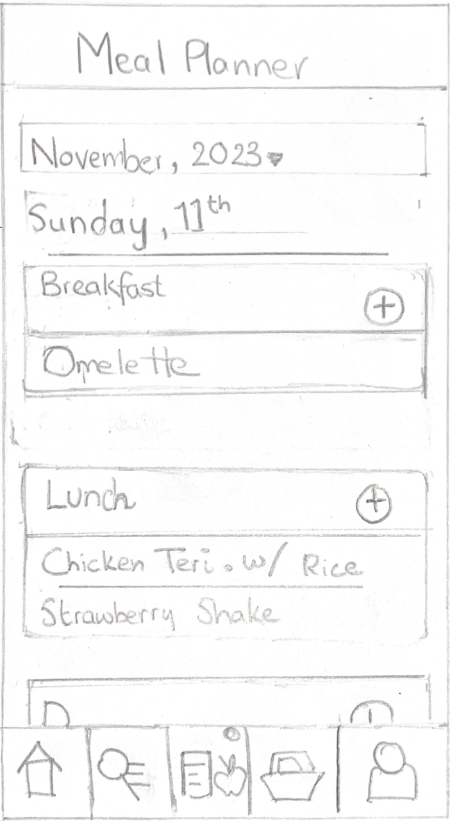 Meal Planner
November, 2023
Sunday, 11th
Breakfast
Omelette
Lunch
Chicken Teri. w/ Rice
Strawberry Shake
D